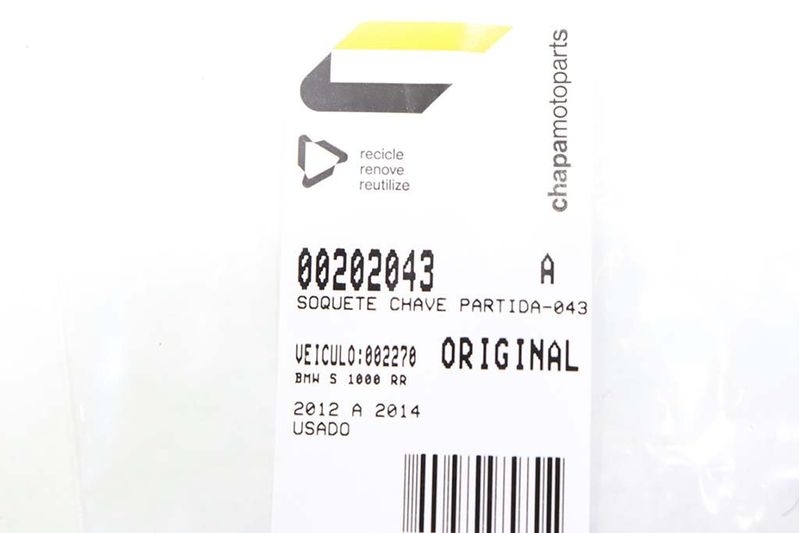 chapamotoparts
recicle
renove
reutilize
00202043 A
SOQUETE CHAVE PARTIDA-043
VEICULO:002270 ORIGINAL
BMW S 1000 RR
2012 A 2014
USADO